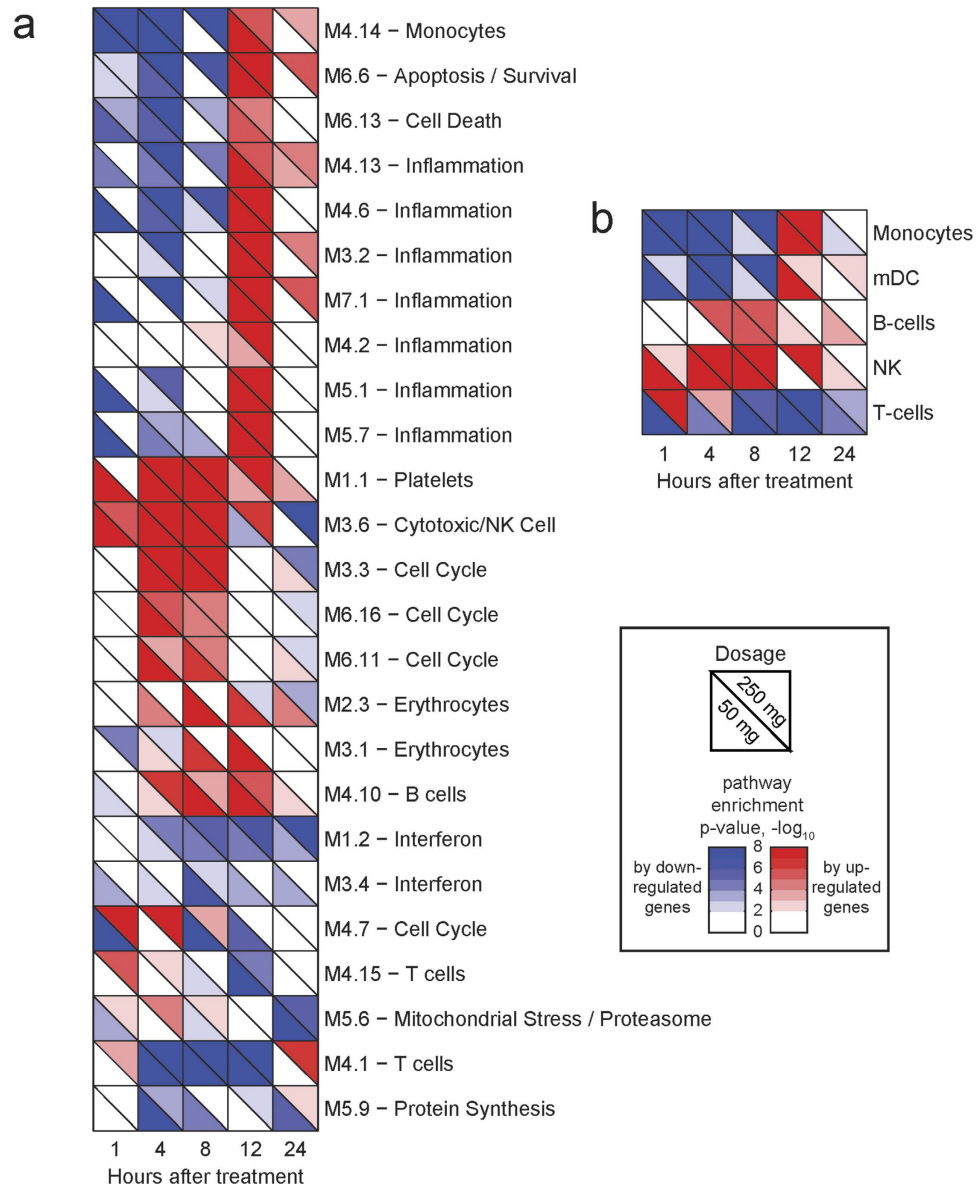 a
M4.14 − Monocytes
M6.6 − Apoptosis / Survival
M6.13 − Cell Death
M4.13 − Inflammation
M4.6 − Inflammation
M3.2 − Inflammation
M7.1 − Inflammation
M4.2 − Inflammation
M5.1 − Inflammation
M5.7 − Inflammation
M1.1 − Platelets
M3.6 − Cytotoxic/NK Cell
M3.3 − Cell Cycle
M6.16 − Cell Cycle
M6.11 − Cell Cycle
M2.3 − Erythrocytes
M3.1 − Erythrocytes
M4.10 − B cells
M1.2 − Interferon
M3.4 − Interferon
M4.7 − Cell Cycle
M4.15 − T cells
M5.6 − Mitochondrial Stress / Proteasome
M4.1 − T cells
M5.9 − Protein Synthesis
1 4 8 12 24
Hours after treatment
b
Monocytes
mDC
B-cells
NK
T-cells
1 4 8 12 24
Hours after treatment
Dosage
250 mg
50 mg
pathway
enrichment
p-value, -log10
by down-
regulated
genes
8
6
4
2
0
by up-
regulated
genes